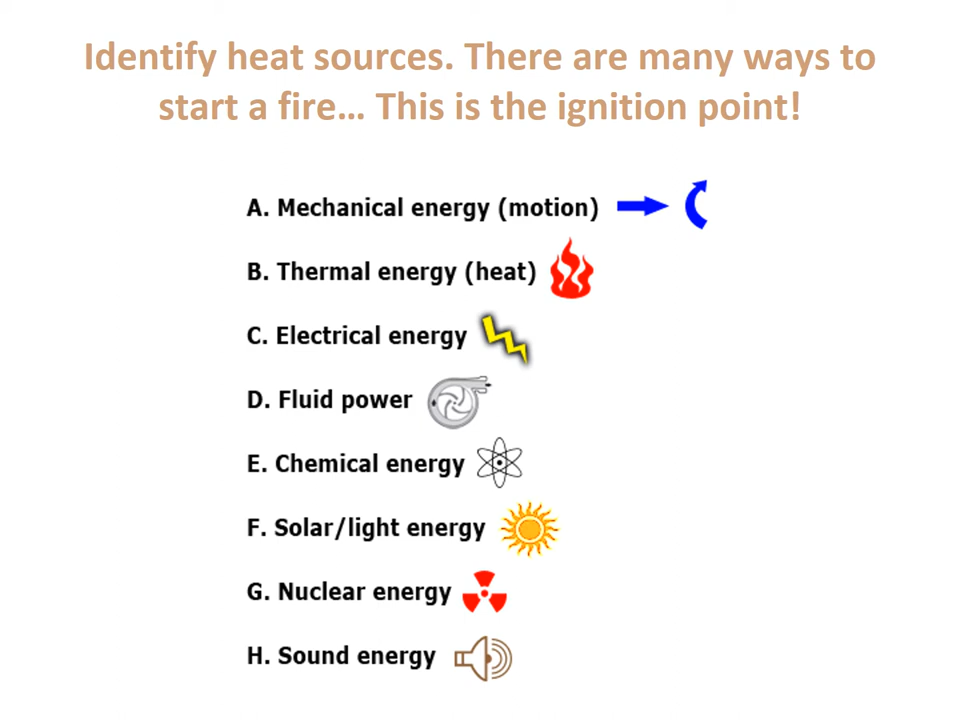 Identify heat sources. There are many ways to
start a fire... This is the ignition point!
A. Mechanical energy (motion)
B. Thermal energy (heat)
C. Electrical energy
D. Fluid power
E. Chemical energy
F. Solar/light energy
G. Nuclear energy
H. Sound energy